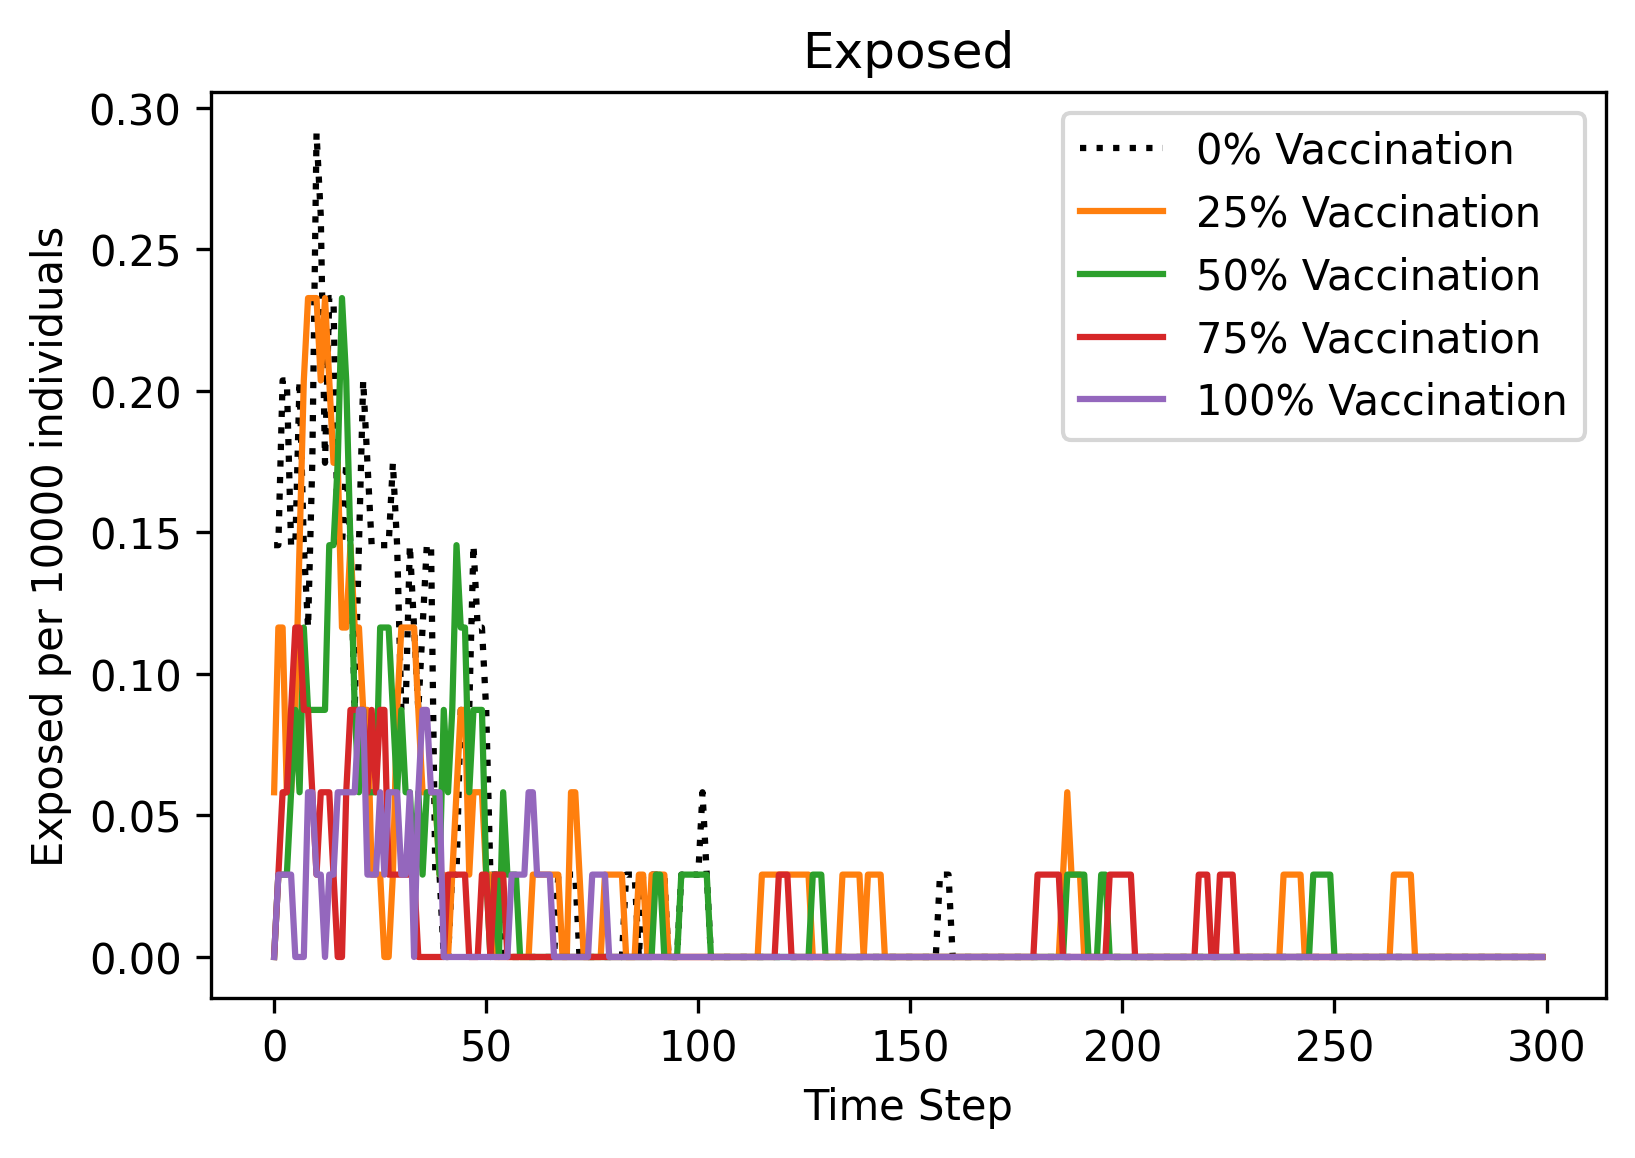 Exposed
Exposed per 10000 individuals
0.30
0.25
0.20
0.15
0.10
0.05
0.00
0% Vaccination
25% Vaccination
50% Vaccination
75% Vaccination
100% Vaccination
0 50 100 150 200 250 300
Time Step